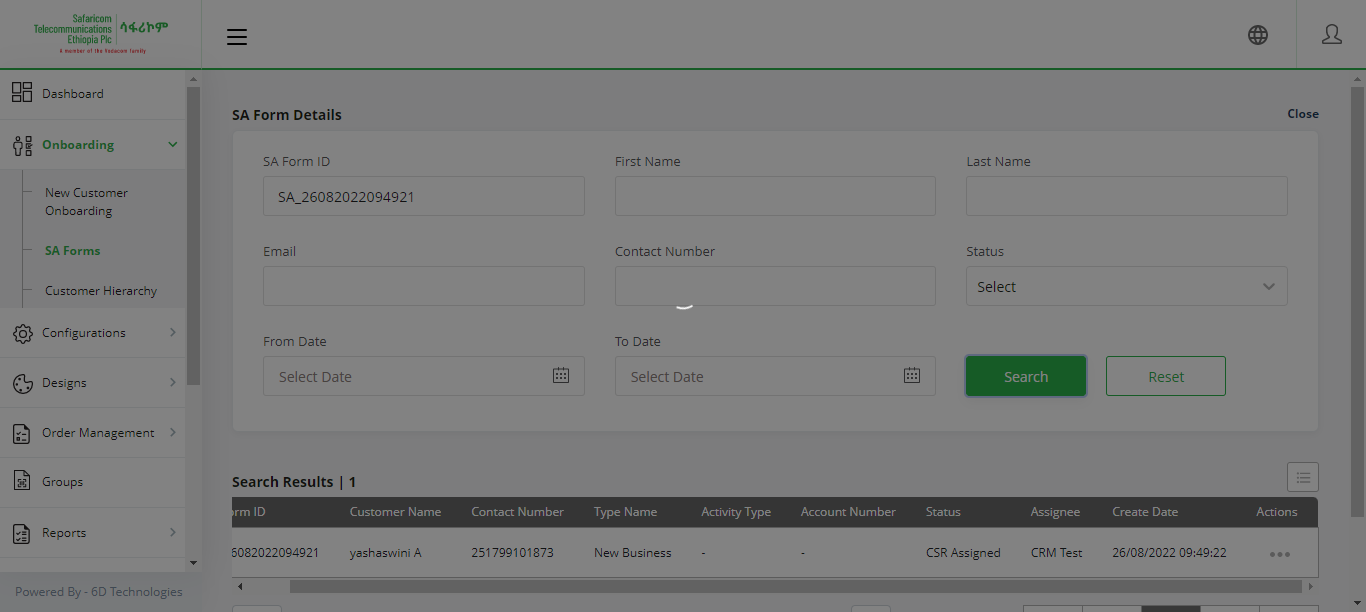 Safaricom
Telecommunications
Ethiopia Plc
ሳፋሪኮም
A member of the Vodacom family
Dashboard
Onboarding
New Customer
Onboarding
SA Forms
Customer Hierarchy
Configurations
Designs
Order Management
Groups
Reports
Powered By - 6D Technologies
SA Form Details
Close
SA Form ID
First Name
Last Name
SA_26082022094921
Email
Contact Number
Status
Select
From Date
To Date
Select Date
Select Date
Search
Reset
Search Results | 1
orm ID Customer Name Contact Number Type Name Activity Type Account Number Status Assignee Create Date Actions
6082022094921 yashaswini A 251799101873 New Business - - CSR Assigned CRM Test 26/08/2022 09:49:22